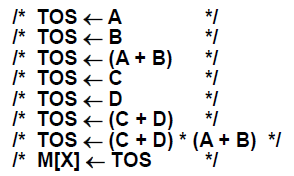 /* TOS ← A */
/* TOS ← B */
/* TOS ← (A + B) */
/* TOS ← C */
/* TOS ← D */
/* TOS ← (C + D) */
/* TOS ← (C + D) * (A + B) */
/* M[X] ← TOS */